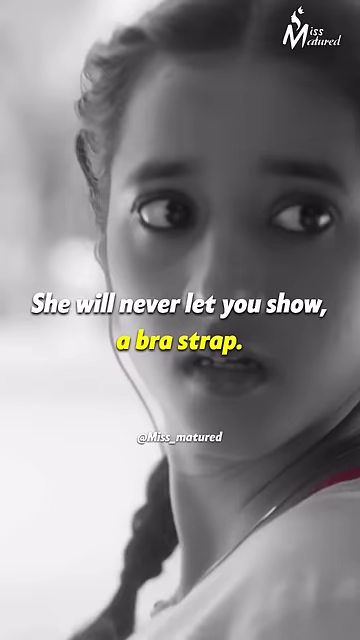 Miss
Matured
She will never let you show,
a bra strap.
@Miss_matured